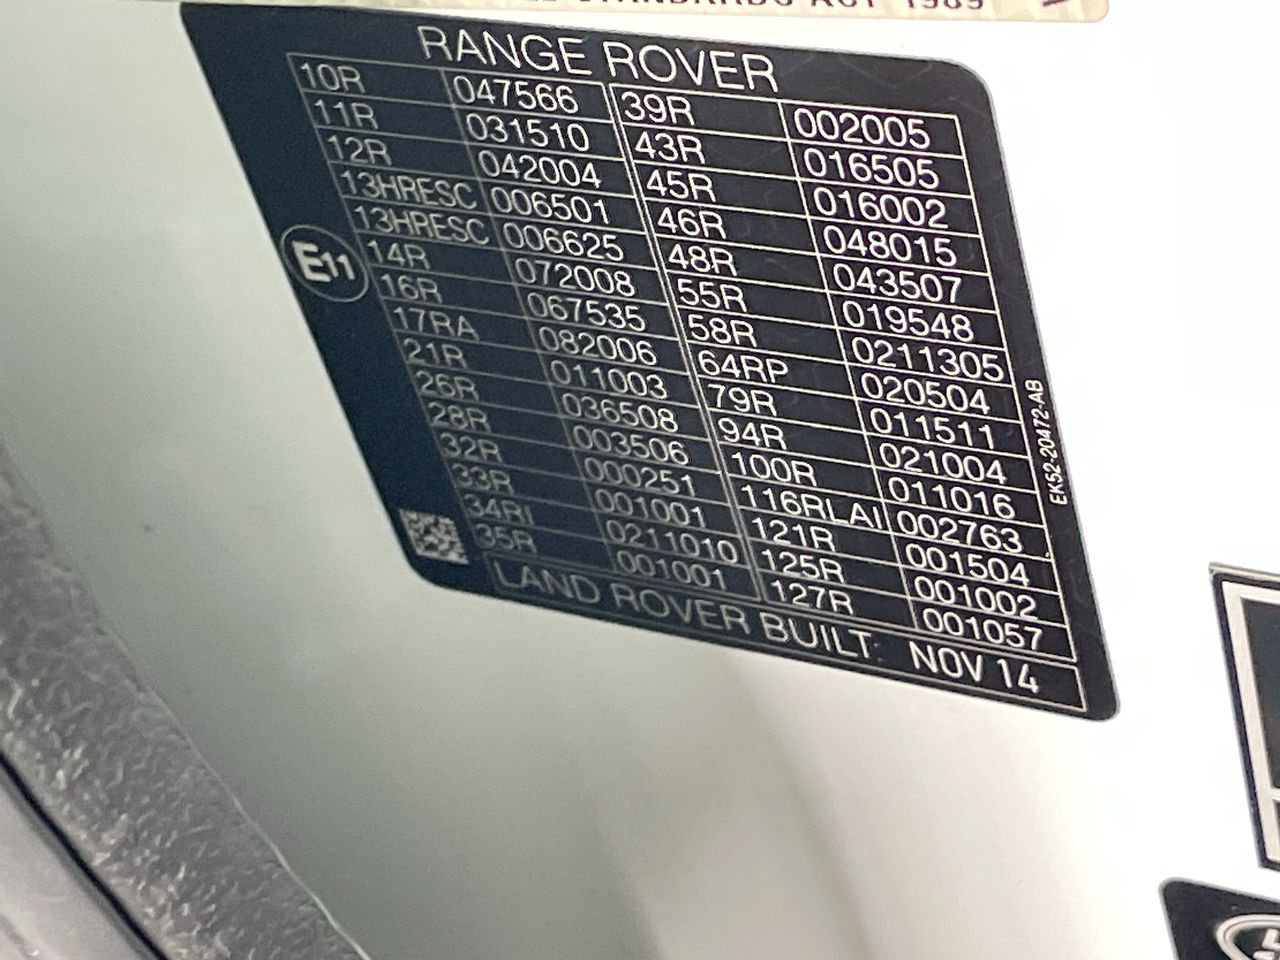 STANDARDS ACT 1989
RANGE ROVER
10R 047566 39R 002005
11R 031510 43R 016505
12R 042004 45R 016002
13HRESC 006501 46R 048015
13HRESC 006625 48R 043507
14R 072008 55R 019548
16R 067535 58R 0211305
17RA 082006 64RP 020504
21R 011003 79R 011511
26R 036508 94R 021004
28R 003506 100R 011016
32R 000251 116RLAI 002763
33R 001001 121R 001504
34RI 0211010 125R 001002
35R 001001 127R 001057
LAND ROVER BUILT: NOV 14
E11
EK52-20472-AB